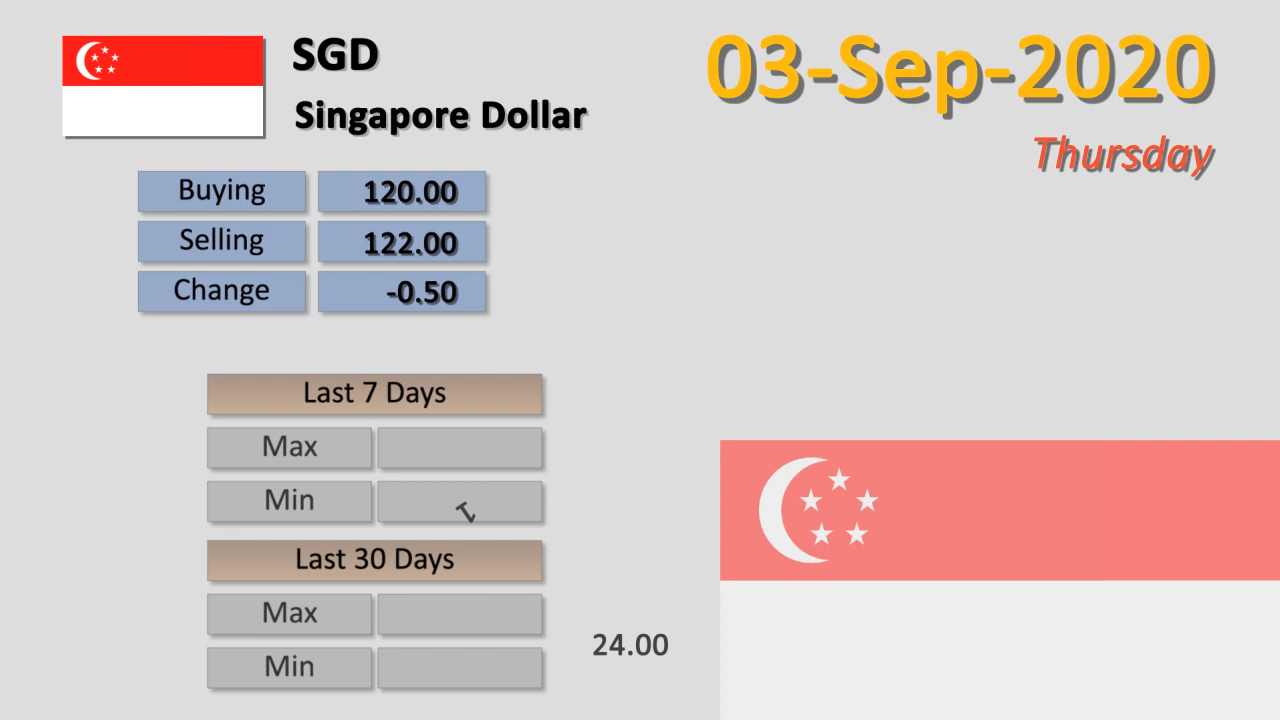 SGD
Singapore Dollar
03-Sep-2020
Thursday
Buying 120.00
Selling 122.00
Change -0.50
Last 7 Days
Max
Min 1
Last 30 Days
Max
24.00
Min